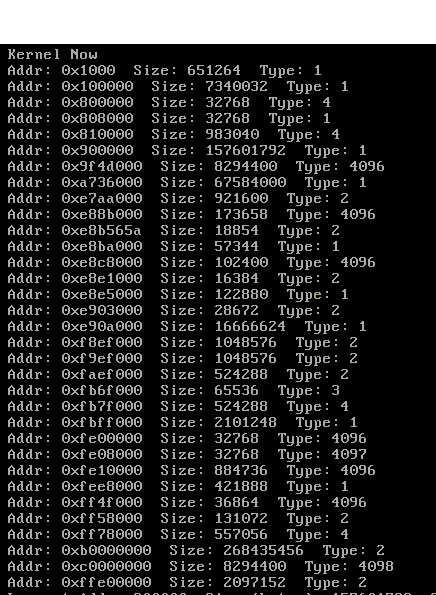 Kernel Now
Addr: 0x1000 Size: 651264 Type: 1
Addr: 0x100000 Size: 7340032 Type: 1
Addr: 0x800000 Size: 32768 Type: 4
Addr: 0x808000 Size: 32768 Type: 1
Addr: 0x810000 Size: 983040 Type: 4
Addr: 0x900000 Size: 157601792 Type: 1
Addr: 0x9f4d000 Size: 8294400 Type: 4096
Addr: 0xa736000 Size: 67584000 Type: 1
Addr: 0xe7aa000 Size: 921600 Type: 2
Addr: 0xe88b000 Size: 173658 Type: 4096
Addr: 0xe8b565a Size: 18854 Type: 2
Addr: 0xe8ba000 Size: 57344 Type: 1
Addr: 0xe8c8000 Size: 102400 Type: 4096
Addr: 0xe8e1000 Size: 16384 Type: 2
Addr: 0xe8e5000 Size: 122880 Type: 1
Addr: 0xe903000 Size: 28672 Type: 2
Addr: 0xe90a000 Size: 16666624 Type: 1
Addr: 0xf8ef000 Size: 1048576 Type: 2
Addr: 0xf9ef000 Size: 1048576 Type: 2
Addr: 0xfaef000 Size: 524288 Type: 2
Addr: 0xfb6f000 Size: 65536 Type: 3
Addr: 0xfb7f000 Size: 524288 Type: 4
Addr: 0xfbff000 Size: 2101248 Type: 1
Addr: 0xfe00000 Size: 32768 Type: 4096
Addr: 0xfe08000 Size: 32768 Type: 4097
Addr: 0xfe10000 Size: 884736 Type: 4096
Addr: 0xfee8000 Size: 421888 Type: 1
Addr: 0xff4f000 Size: 36864 Type: 4096
Addr: 0xff58000 Size: 131072 Type: 2
Addr: 0xff78000 Size: 557056 Type: 4
Addr: 0xb0000000 Size: 268435456 Type: 2
Addr: 0xc0000000 Size: 8294400 Type: 4098
Addr: 0xffe00000 Size: 2097152 Type: 2